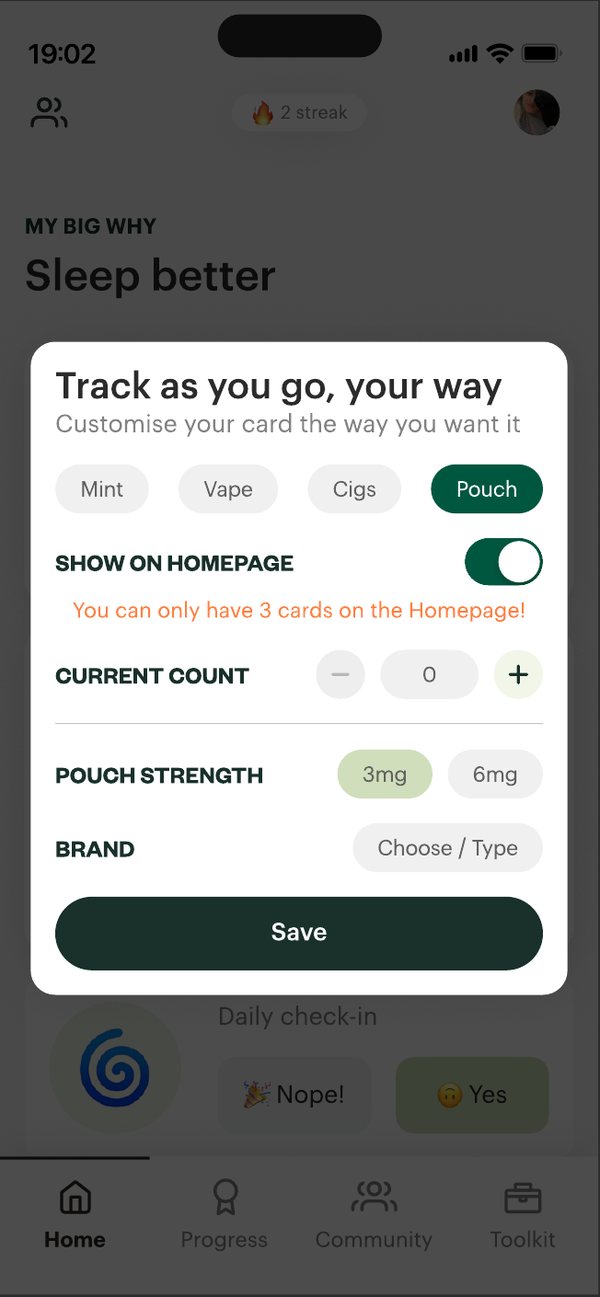 19:02
🔥 2 streak
MY BIG WHY
Sleep better
Track as you go, your way
Customise your card the way you want it
Mint Vape Cigs Pouch
SHOW ON HOMEPAGE
You can only have 3 cards on the Homepage!
CURRENT COUNT − 0 +
POUCH STRENGTH 3mg 6mg
BRAND Choose / Type
Save
Daily check-in
🎉 Nope! 🙃 Yes
Home Progress Community Toolkit